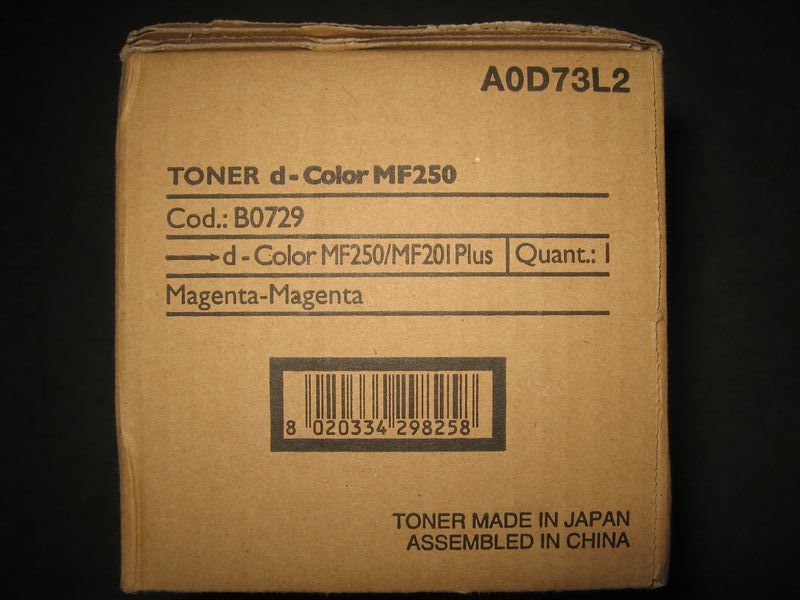 A0D73L2
TONER d-Color MF250
Cod.: B0729
→d-Color MF250/MF201 Plus Quant.: 1
Magenta-Magenta
8 020334 298258
TONER MADE IN JAPAN
ASSEMBLED IN CHINA